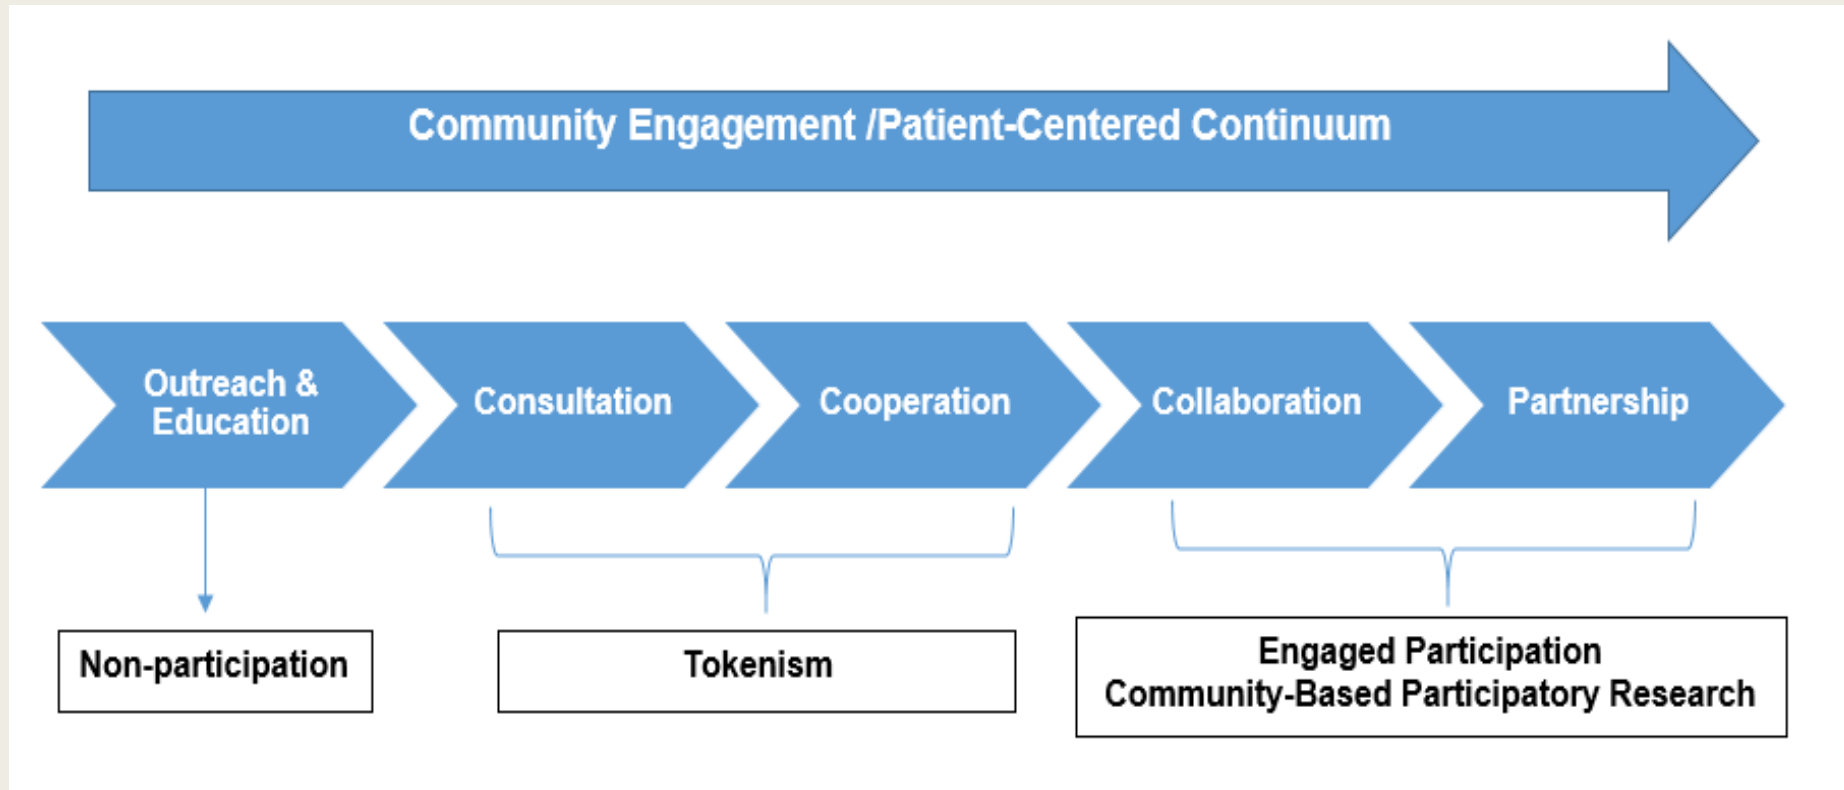 Community Engagement /Patient-Centered Continuum
Outreach &
Education
Consultation
Cooperation
Collaboration
Partnership
Non-participation
Tokenism
Engaged Participation
Community-Based Participatory Research